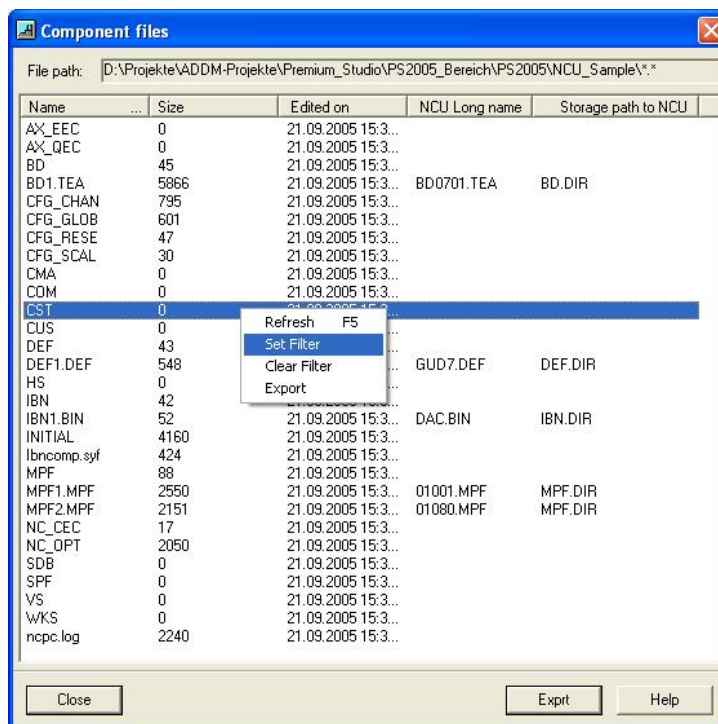 Component files
File path: D:\Projekte\ADDM-Projekte\Premium_Studio\PS2005_Bereich\PS2005\NCU_Sample\*.*
Name ... Size Edited on NCU Long name Storage path to NCU
AX_EEC 0 21.09.2005 15:3...
AX_QEC 0 21.09.2005 15:3...
BD 45 21.09.2005 15:3...
BD1.TEA 5866 21.09.2005 15:3... BD0701.TEA BD.DIR
CFG_CHAN 795 21.09.2005 15:3...
CFG_GLOB 601 21.09.2005 15:3...
CFG_RESE 47 21.09.2005 15:3...
CFG_SCAL 30 21.09.2005 15:3...
CMA 0 21.09.2005 15:3...
COM 0 21.09.2005 15:3...
CST 0
CUS 0
Refresh F5
Set Filter
Clear Filter
Export
DEF 43
DEF1.DEF 548 GUD7.DEF DEF.DIR
HS 0
IBN 42
IBN1.BIN 52 21.09.2005 15:3... DAC.BIN IBN.DIR
INITIAL 4160 21.09.2005 15:3...
Ibncomp.syf 424 21.09.2005 15:3...
MPF 88 21.09.2005 15:3...
MPF1.MPF 2550 21.09.2005 15:3... 01001.MPF MPF.DIR
MPF2.MPF 2151 21.09.2005 15:3... 01080.MPF MPF.DIR
NC_CEC 17 21.09.2005 15:3...
NC_OPT 2050 21.09.2005 15:3...
SDB 0 21.09.2005 15:3...
SPF 0 21.09.2005 15:3...
VS 0 21.09.2005 15:3...
WKS 0 21.09.2005 15:3...
ncpc.log 2240 21.09.2005 15:3...
Close Exprt Help